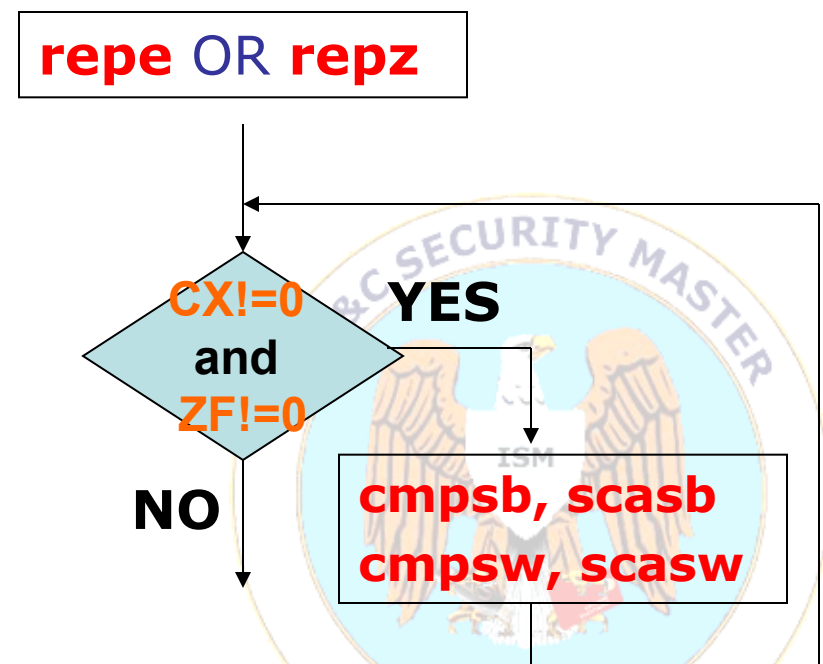 repe OR repz
&C SECURITY MASTER
CX!=0
and
ZF!=0
YES
ISM
NO
cmpsb, scasb
cmpsw, scasw